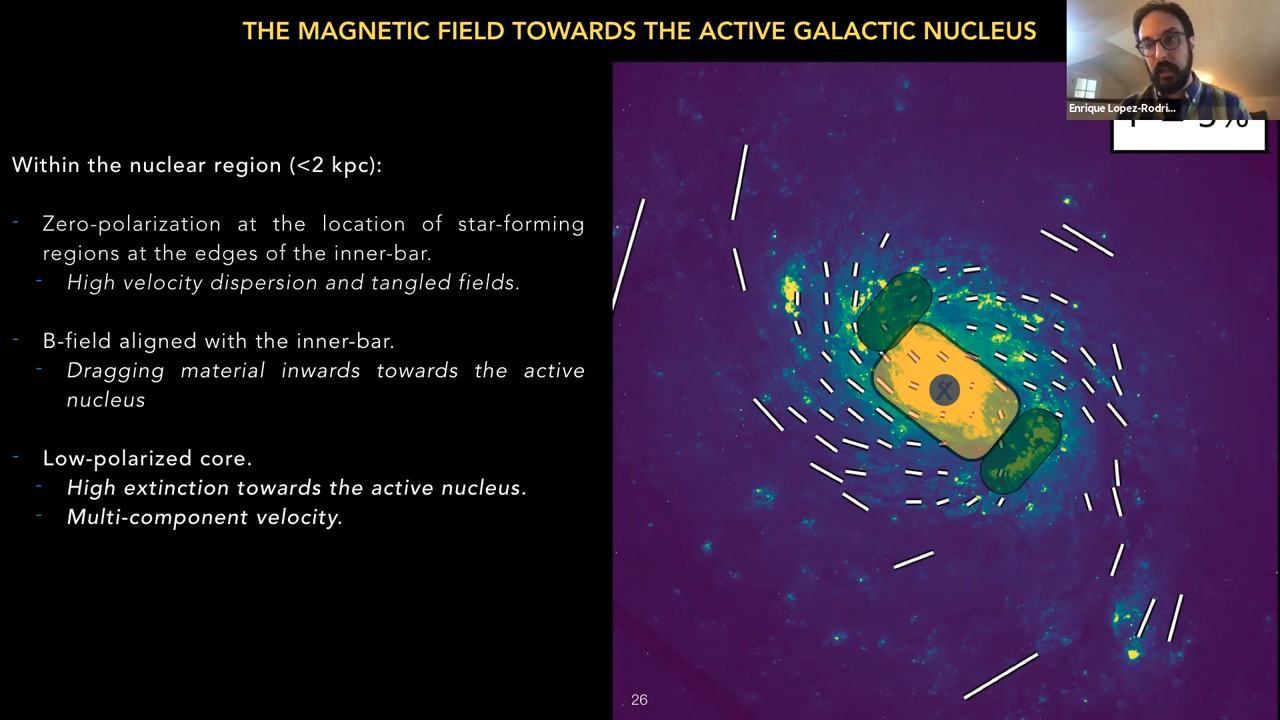 THE MAGNETIC FIELD TOWARDS THE ACTIVE GALACTIC NUCLEUS
Enrique Lopez-Rodri...
Within the nuclear region (<2 kpc):
- Zero-polarization at the location of star-forming
regions at the edges of the inner-bar.
- High velocity dispersion and tangled fields.
- B-field aligned with the inner-bar.
- Dragging material inwards towards the active
nucleus
- Low-polarized core.
- High extinction towards the active nucleus.
- Multi-component velocity.
26